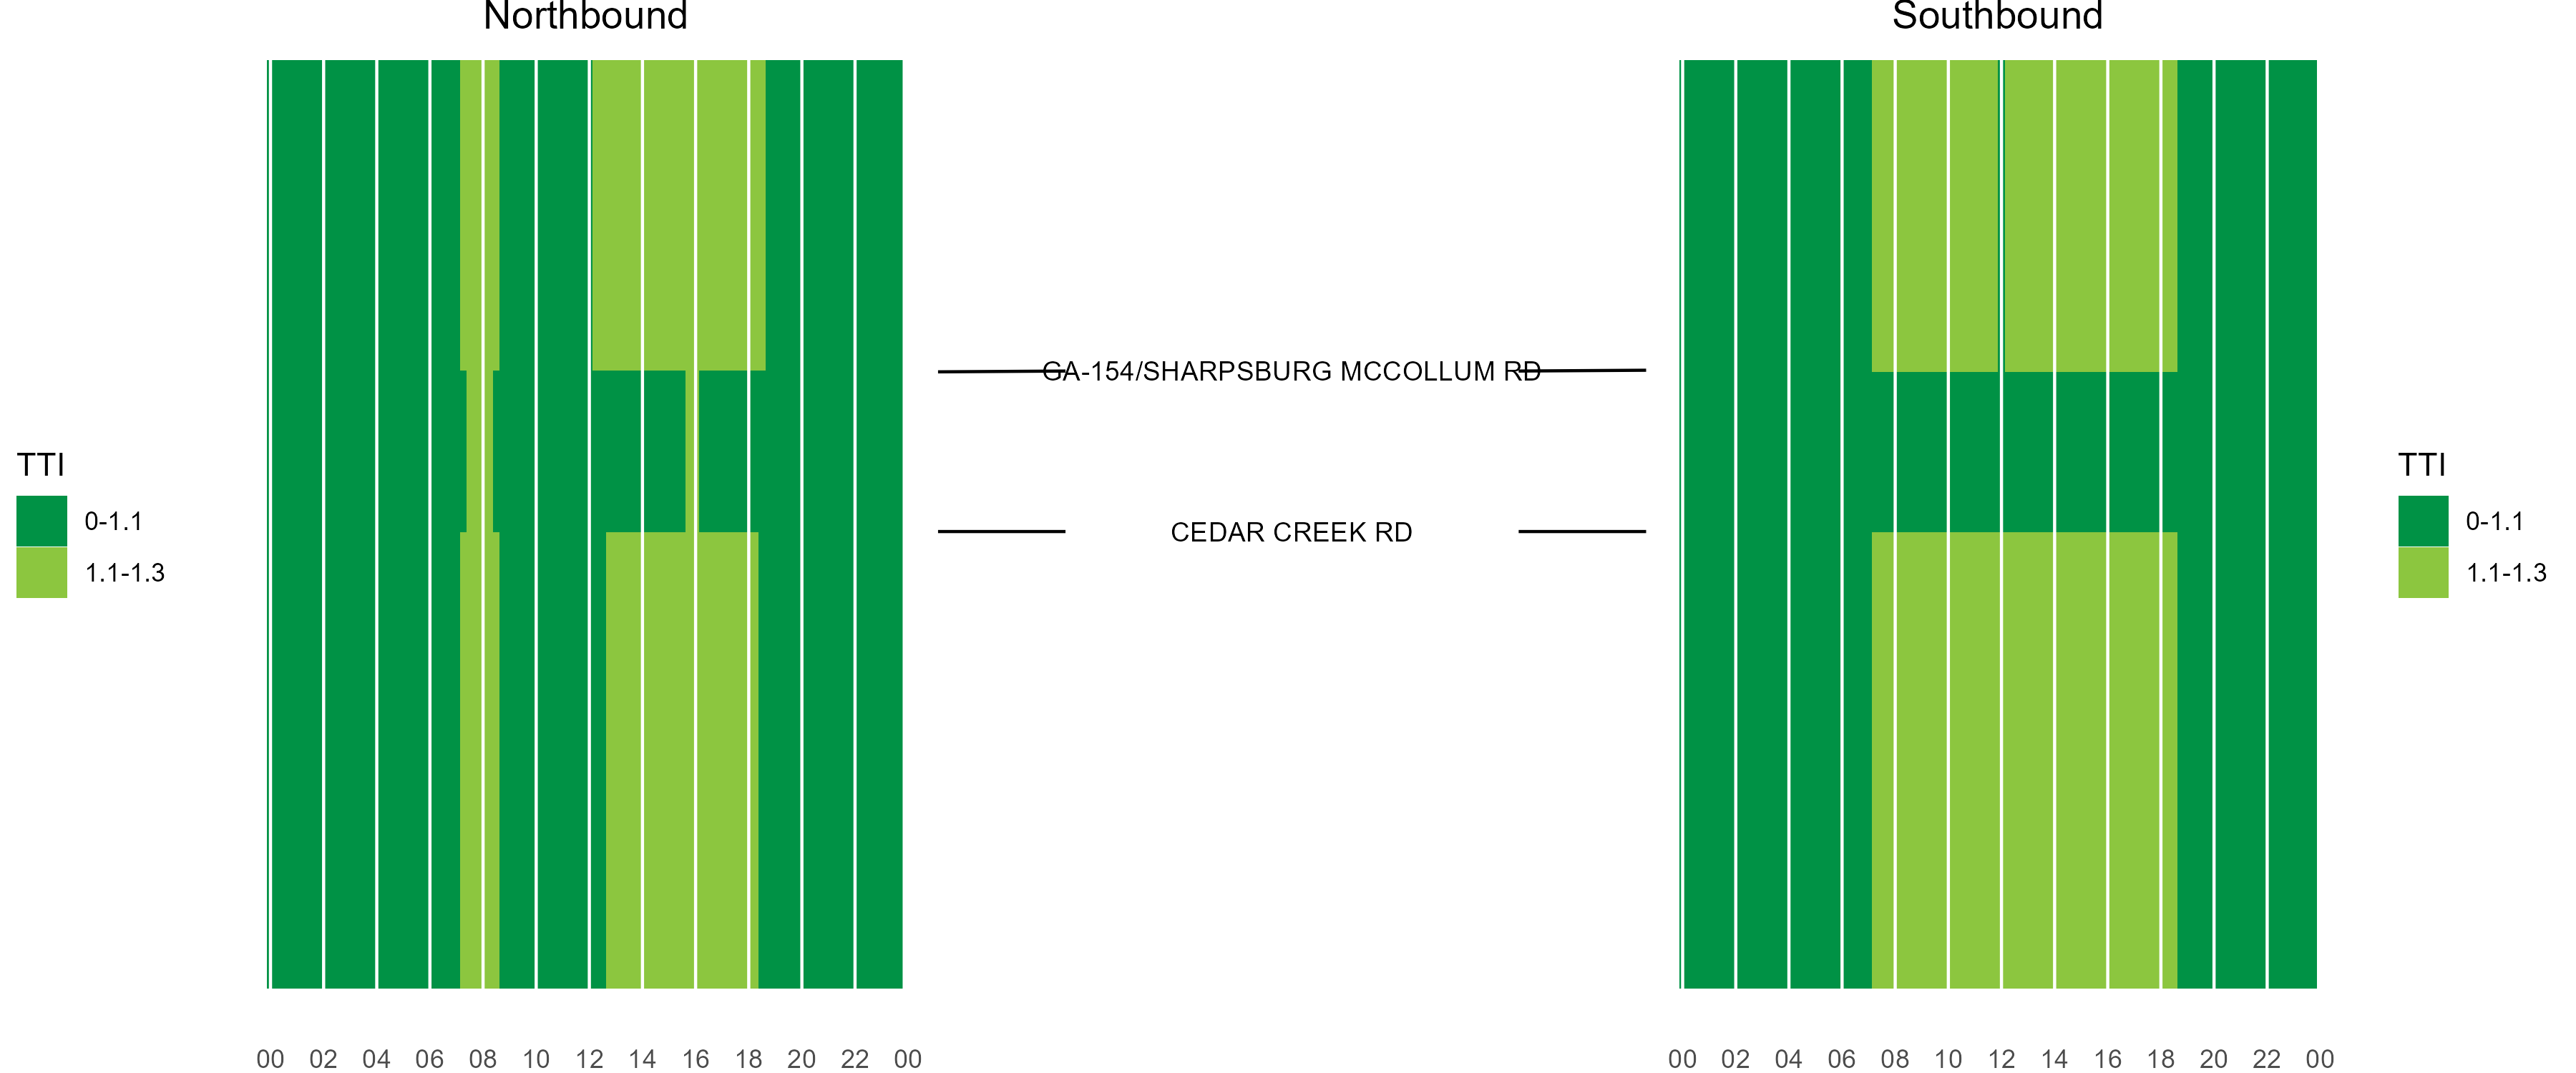 Northbound
Southbound
GA-154/SHARPSBURG MCCOLLUM RD
CEDAR CREEK RD
TTI
0-1.1
1.1-1.3
TTI
0-1.1
1.1-1.3
00 02 04 06 08 10 12 14 16 18 20 22 00
00 02 04 06 08 10 12 14 16 18 20 22 00